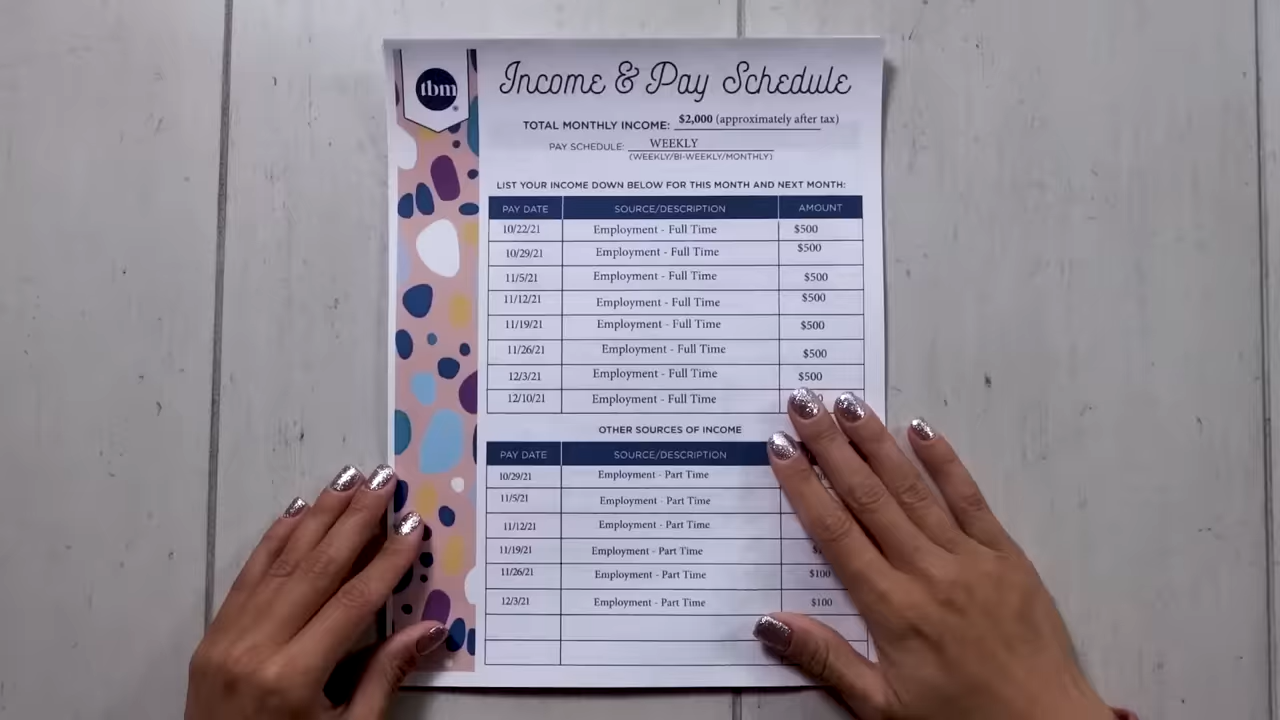 tbm
Income & Pay Schedule
TOTAL MONTHLY INCOME: $2,000 (approximately after tax)
PAY SCHEDULE: WEEKLY
(WEEKLY/BI-WEEKLY/MONTHLY)
LIST YOUR INCOME DOWN BELOW FOR THIS MONTH AND NEXT MONTH:
PAY DATE SOURCE/DESCRIPTION AMOUNT
10/22/21 Employment - Full Time $500
10/29/21 Employment - Full Time $500
11/5/21 Employment - Full Time $500
11/12/21 Employment - Full Time $500
11/19/21 Employment - Full Time $500
11/26/21 Employment - Full Time $500
12/3/21 Employment - Full Time $500
12/10/21 Employment - Full Time
OTHER SOURCES OF INCOME
PAY DATE SOURCE/DESCRIPTION
10/29/21 Employment - Part Time
11/5/21 Employment - Part Time
11/12/21 Employment - Part Time
11/19/21 Employment - Part Time
11/26/21 Employment - Part Time $100
12/3/21 Employment - Part Time $100